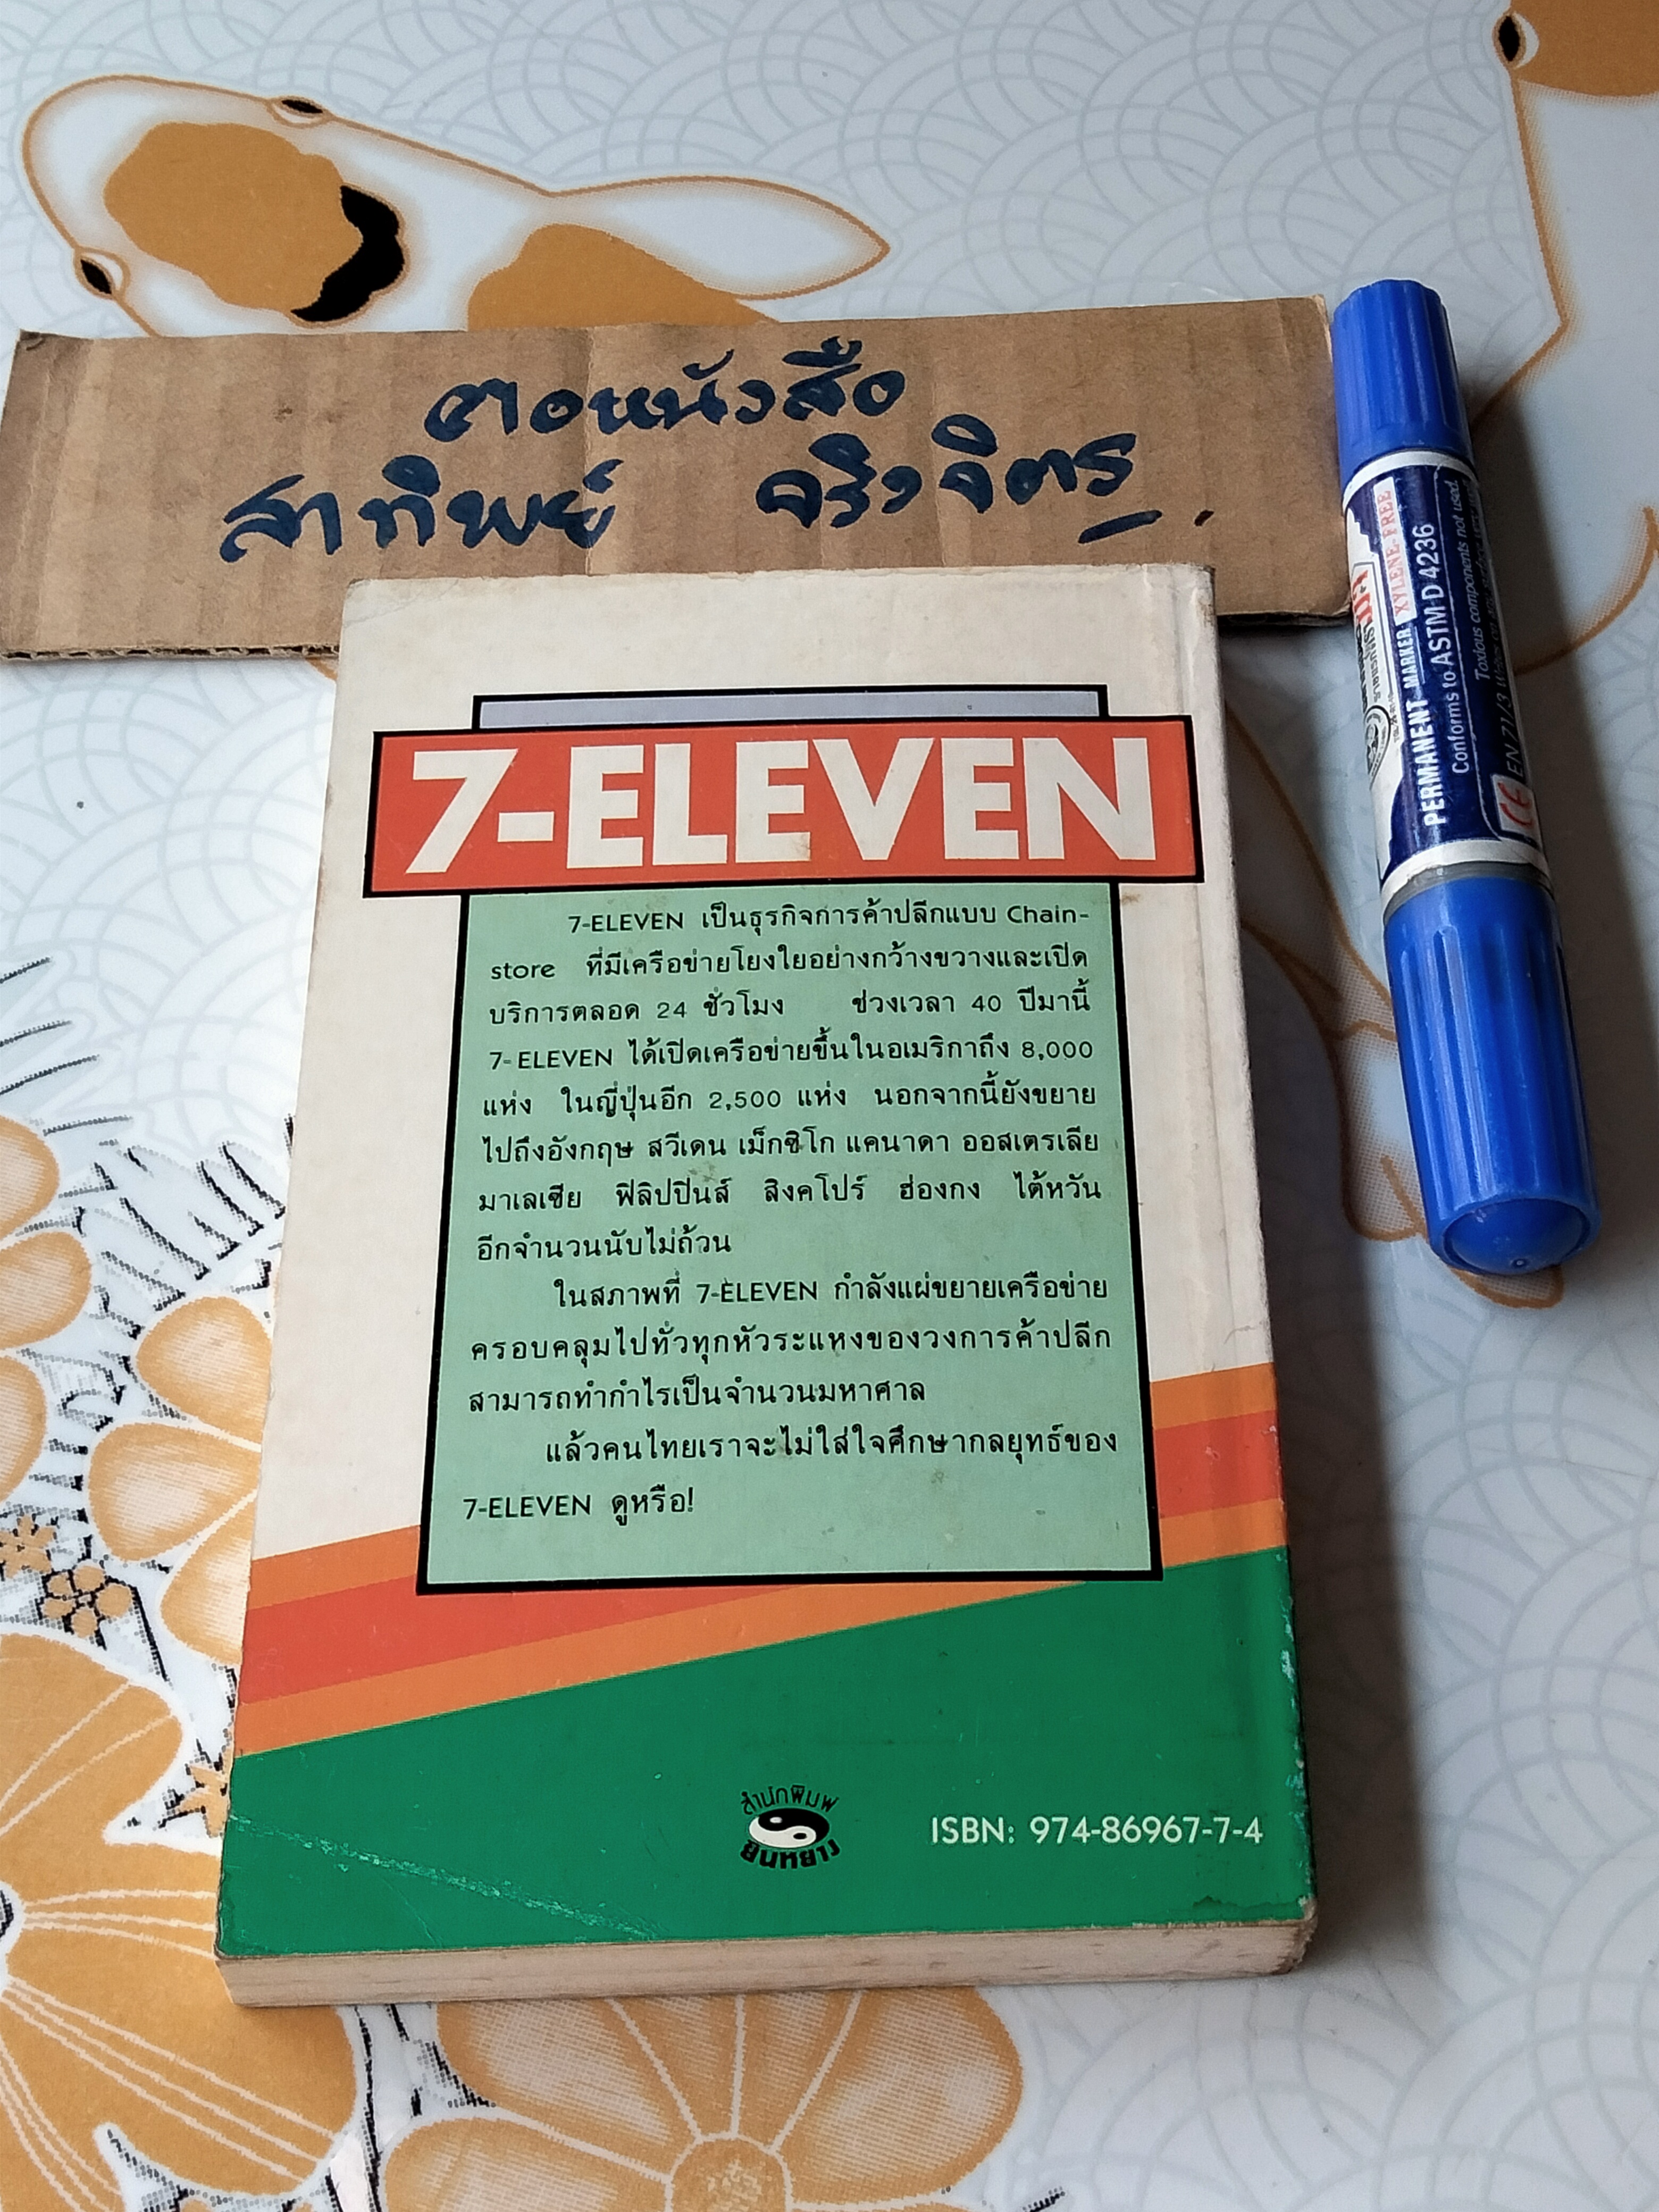 ตอหนังสือ
สาทิพย์ จริงจิตร
7-ELEVEN
7-ELEVEN เป็นธุรกิจการค้าปลีกแบบ Chain-
store ที่มีเครือข่ายโยงใยอย่างกว้างขวางและเปิด
บริการตลอด 24 ชั่วโมง ช่วงเวลา 40 ปีมานี้
7-ELEVEN ได้เปิดเครือข่ายขึ้นในอเมริกาถึง 8,000
แห่ง ในญี่ปุ่นอีก 2,500 แห่ง นอกจากนี้ยังขยาย
ไปถึงอังกฤษ สวีเดน เม็กซิโก แคนาดา ออสเตรเลีย
มาเลเซีย ฟิลิปปินส์ สิงคโปร์ ฮ่องกง ไต้หวัน
อีกจำนวนนับไม่ถ้วน
ในสภาพที่ 7-ELEVEN กำลังแผ่ขยายเครือข่าย
ครอบคลุมไปทั่วทุกหัวระแหงของวงการค้าปลีก
สามารถทำกำไรเป็นจำนวนมหาศาล
แล้วคนไทยเราจะไม่ใส่ใจศึกษากลยุทธ์ของ
7-ELEVEN ดูหรือ!
สำนักพิมพ์
ยินหยาง
ISBN: 974-86967-7-4
PERMANENT MARKER XYLENE-FREE
Conforms to ASTM D 4236
Toxious components not used.
CE EN 71/3